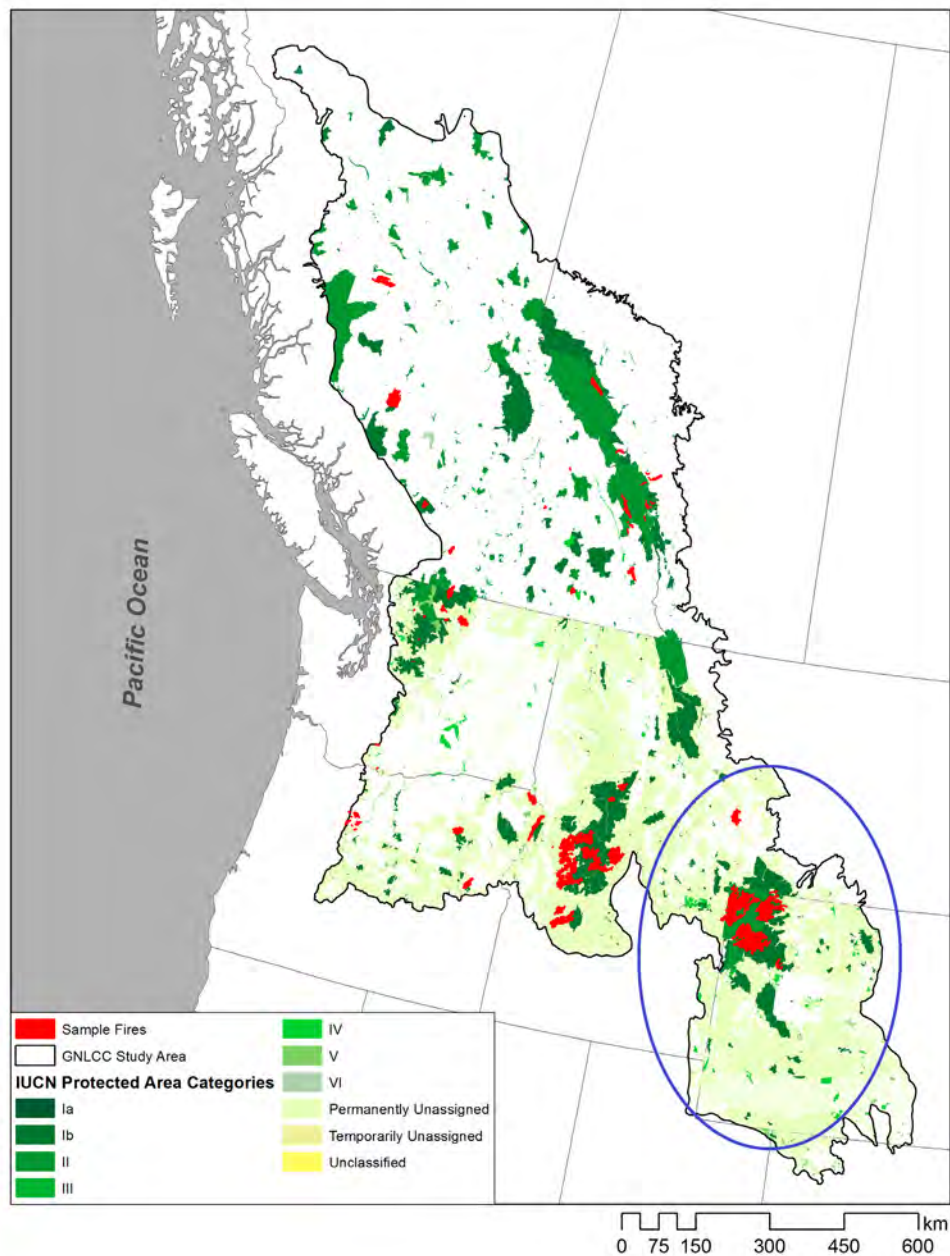 Pacific Ocean
Sample Fires
GNLCC Study Area
IUCN Protected Area Categories
Ia
Ib
II
III
IV
V
VI
Permanently Unassigned
Temporarily Unassigned
Unclassified
km
0 75 150 300 450 600